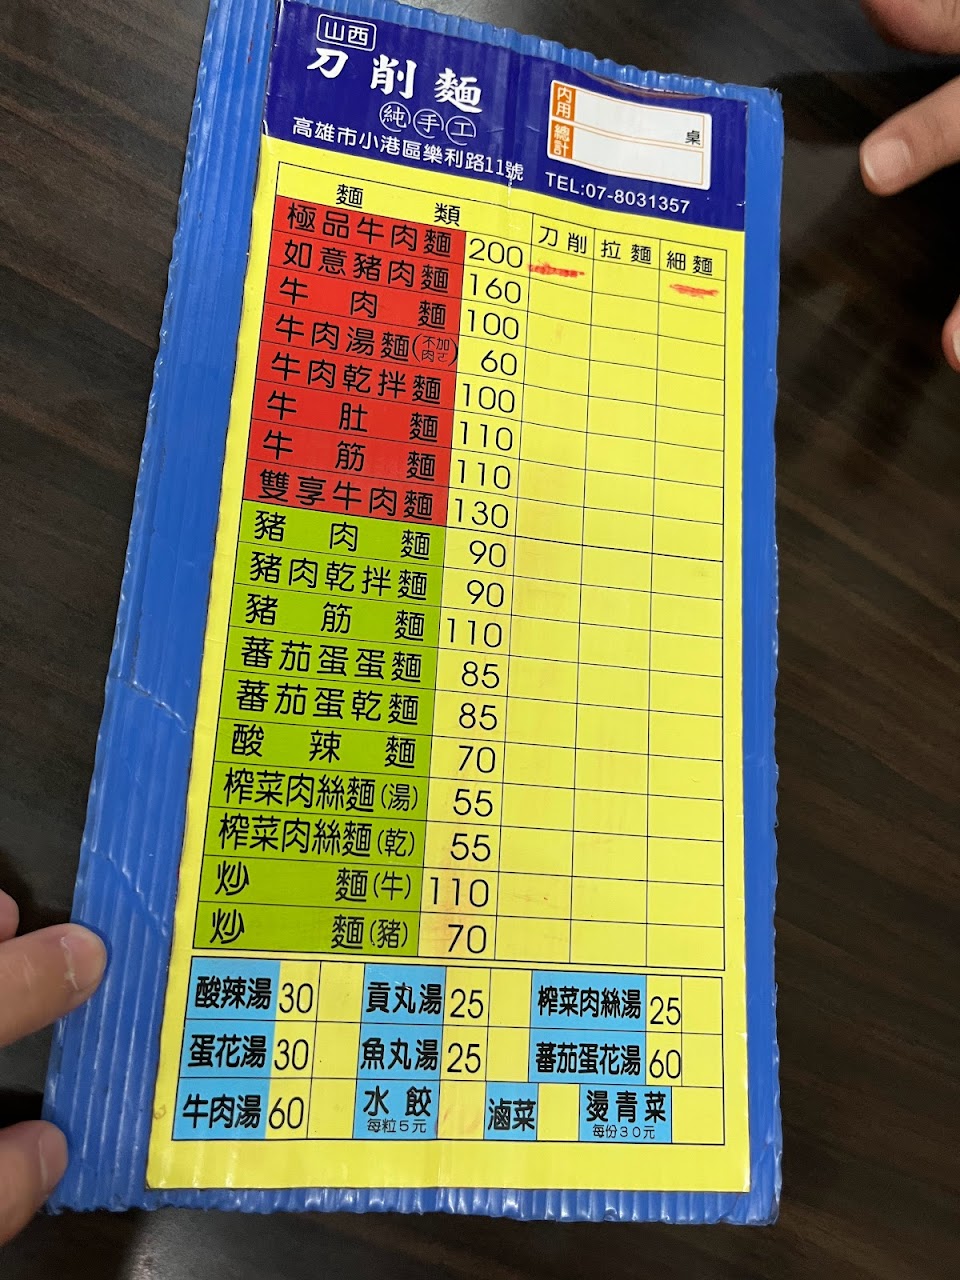 山西
刀削麵
純手工
高雄市小港區樂利路11號
內用 桌
總計
TEL:07-8031357
麵類 刀削 拉麵 細麵
極品牛肉麵 200
如意豬肉麵 160
牛肉麵 100
牛肉湯麵(不加肉ㄛ) 60
牛肉乾拌麵 100
牛肚麵 110
牛筋麵 110
雙享牛肉麵 130
豬肉麵 90
豬肉乾拌麵 90
豬筋麵 110
蕃茄蛋蛋麵 85
蕃茄蛋乾麵 85
酸辣麵 70
榨菜肉絲麵(湯) 55
榨菜肉絲麵(乾) 55
炒麵(牛) 110
炒麵(豬) 70
酸辣湯 30 貢丸湯 25 榨菜肉絲湯 25
蛋花湯 30 魚丸湯 25 蕃茄蛋花湯 60
牛肉湯 60 水餃 每粒5元 滷菜 燙青菜 每份30元